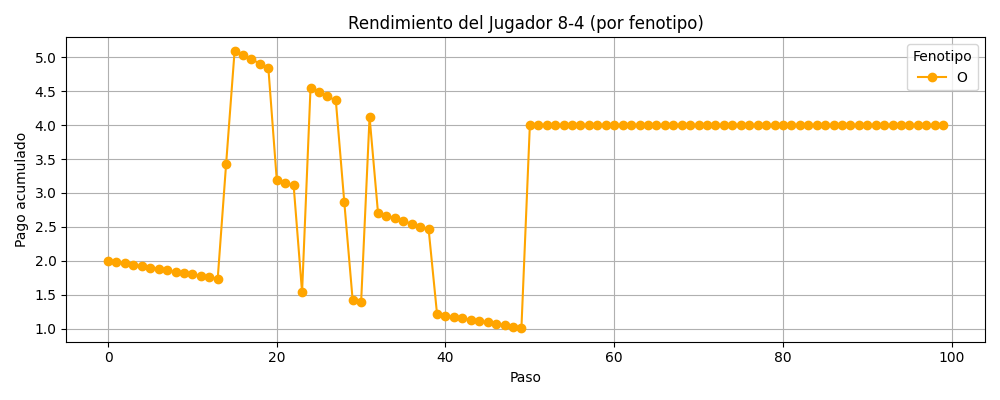 Rendimiento del Jugador 8-4 (por fenotipo)
Pago acumulado
5.0
4.5
4.0
3.5
3.0
2.5
2.0
1.5
1.0
Fenotipo
O
0 20 40 60 80 100
Paso